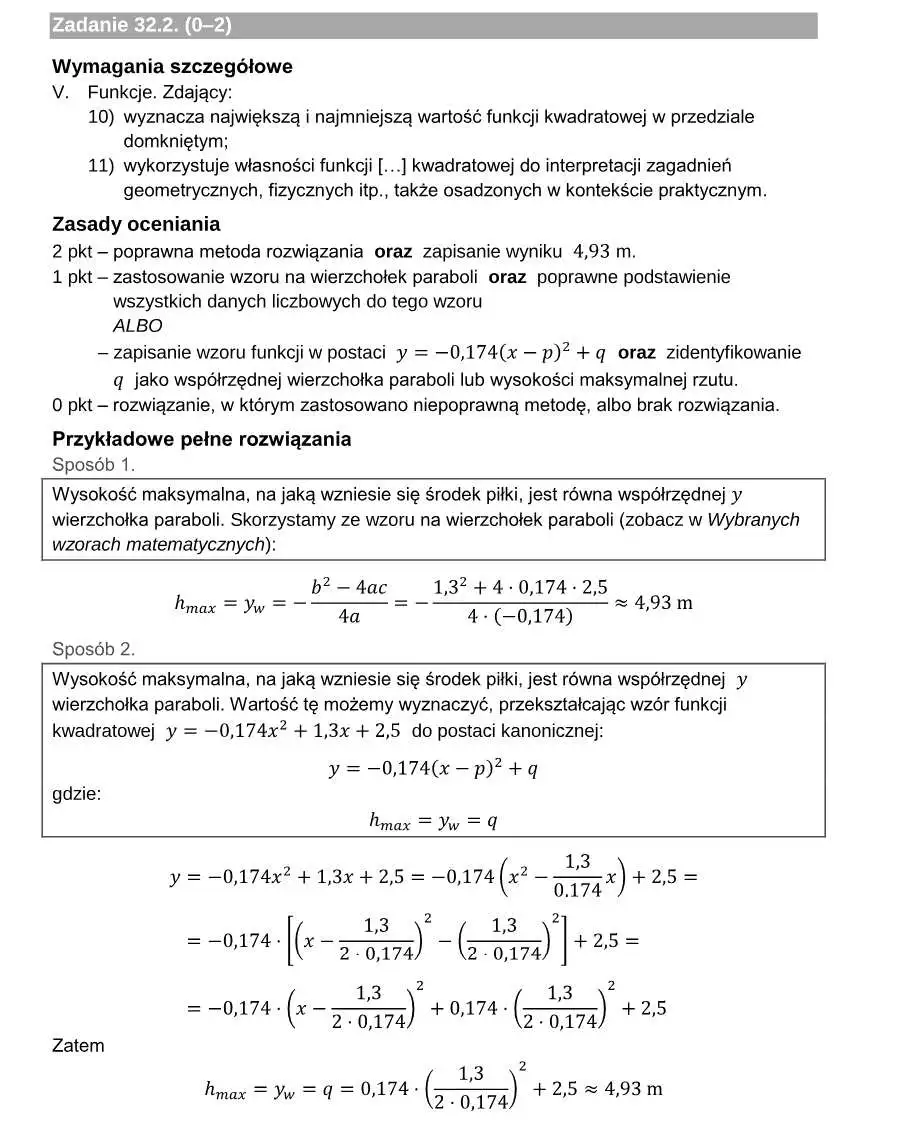 Zadanie 32.2. (0–2)
Wymagania szczegółowe
V. Funkcje. Zdający:
10) wyznacza największą i najmniejszą wartość funkcji kwadratowej w przedziale
domkniętym;
11) wykorzystuje własności funkcji […] kwadratowej do interpretacji zagadnień
geometrycznych, fizycznych itp., także osadzonych w kontekście praktycznym.
Zasady oceniania
2 pkt – poprawna metoda rozwiązania oraz zapisanie wyniku 4,93 m.
1 pkt – zastosowanie wzoru na wierzchołek paraboli oraz poprawne podstawienie
wszystkich danych liczbowych do tego wzoru
ALBO
– zapisanie wzoru funkcji w postaci y = −0,174(x − p)² + q oraz zidentyfikowanie
q jako współrzędnej wierzchołka paraboli lub wysokości maksymalnej rzutu.
0 pkt – rozwiązanie, w którym zastosowano niepoprawną metodę, albo brak rozwiązania.
Przykładowe pełne rozwiązania
Sposób 1.
Wysokość maksymalna, na jaką wzniesie się środek piłki, jest równa współrzędnej y
wierzchołka paraboli. Skorzystamy ze wzoru na wierzchołek paraboli (zobacz w Wybranych
wzorach matematycznych):
h_max = y_w = − (b² − 4ac)/(4a) = − (1,3² + 4 · 0,174 · 2,5)/(4 · (−0,174)) ≈ 4,93 m
Sposób 2.
Wysokość maksymalna, na jaką wzniesie się środek piłki, jest równa współrzędnej y
wierzchołka paraboli. Wartość tę możemy wyznaczyć, przekształcając wzór funkcji
kwadratowej y = −0,174x² + 1,3x + 2,5 do postaci kanonicznej:
y = −0,174(x − p)² + q
gdzie:
h_max = y_w = q
y = −0,174x² + 1,3x + 2,5 = −0,174 (x² − (1,3)/(0.174) x) + 2,5 =
= −0,174 · [(x − (1,3)/(2 · 0,174))² − ((1,3)/(2 · 0,174))²] + 2,5 =
= −0,174 · (x − (1,3)/(2 · 0,174))² + 0,174 · ((1,3)/(2 · 0,174))² + 2,5
Zatem
h_max = y_w = q = 0,174 · ((1,3)/(2 · 0,174))² + 2,5 ≈ 4,93 m